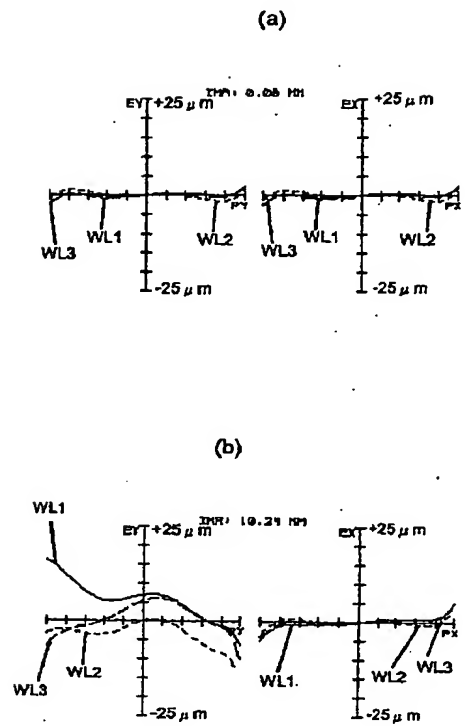 (a)
IMA: 0.00 MM
EY +25 μm
EX +25 μm
PY
PX
WL3
WL1
WL2
WL3
WL1
WL2
-25 μm
-25 μm
(b)
IMA: 10.24 MM
WL1
EY +25 μm
EX +25 μm
PX
WL3
WL2
WL1
WL2
WL3
-25 μm
-25 μm